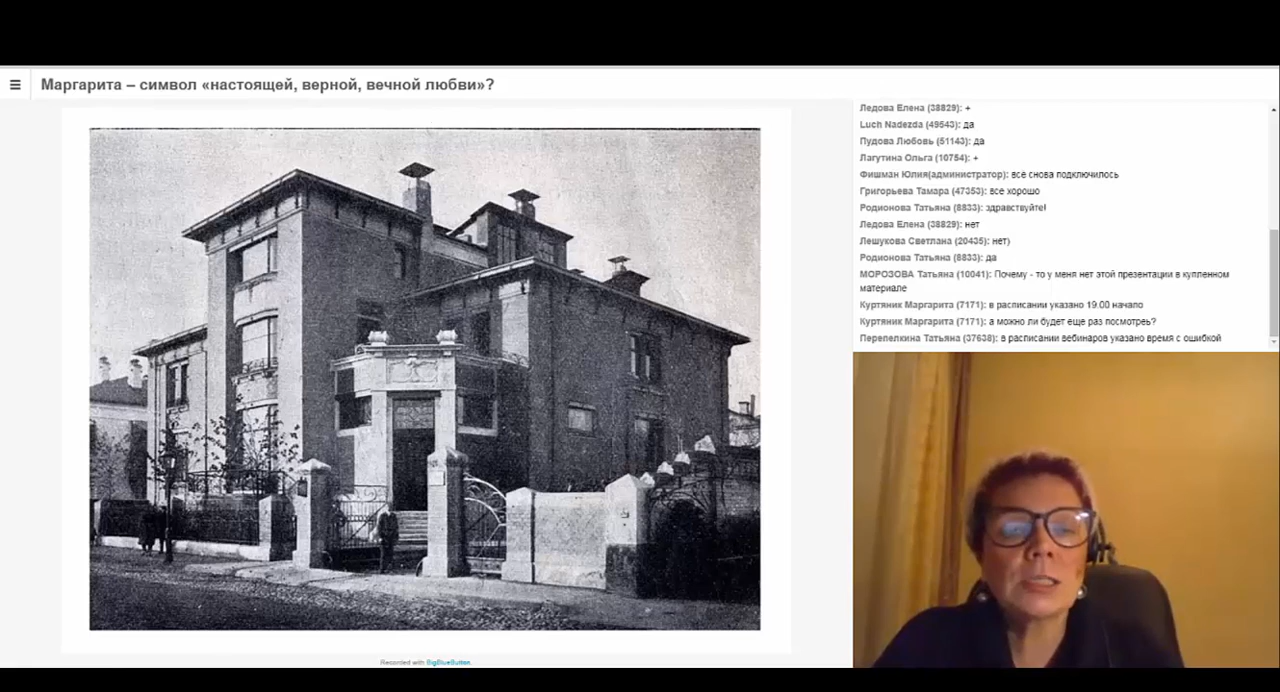 ☰ Маргарита – символ «настоящей, верной, вечной любви»?
Ледова Елена (38829): +
Luch Nadezda (49543): да
Пудова Любовь (51143): да
Лагутина Ольга (10754): +
Фишман Юлия(администратор): все снова подключилось
Григорьева Тамара (47353): все хорошо
Родионова Татьяна (8833): здравствуйте!
Ледова Елена (38829): нет
Лешукова Светлана (20435): нет)
Родионова Татьяна (8833): да
МОРОЗОВА Татьяна (10041): Почему - то у меня нет этой презентации в купленном
материале
Куртяник Маргарита (7171): в расписании указано 19.00 начало
Куртяник Маргарита (7171): а можно ли будет еще раз посмотреь?
Перепелкина Татьяна (37638): в расписании вебинаров указано время с ошибкой
Recorded with BigBlueButton.